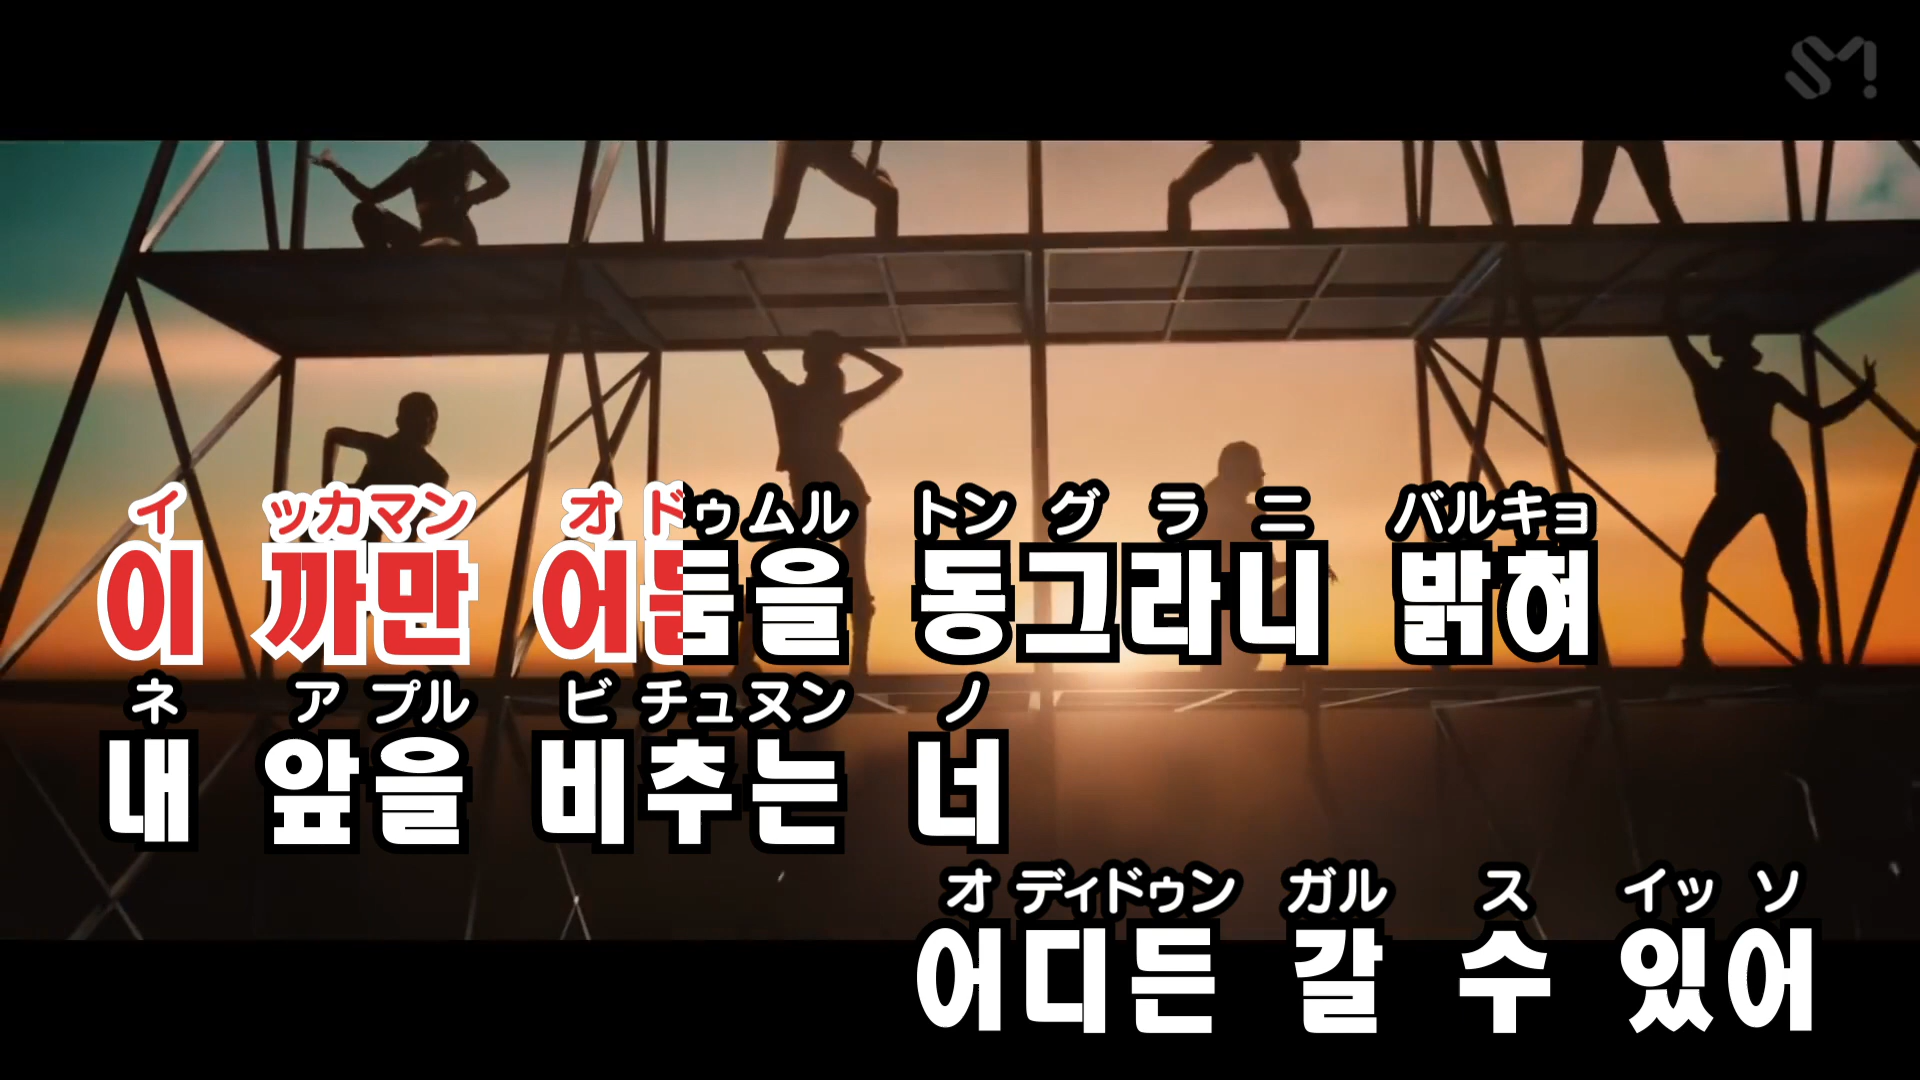 SM!
イ ッカマン オドゥムル トングラニ バルキョ
이 까만 어둠을 동그라니 밝혀
ネ アプル ビチュヌン ノ
내 앞을 비추는 너
オディドゥン ガル ス イッソ
어디든 갈 수 있어